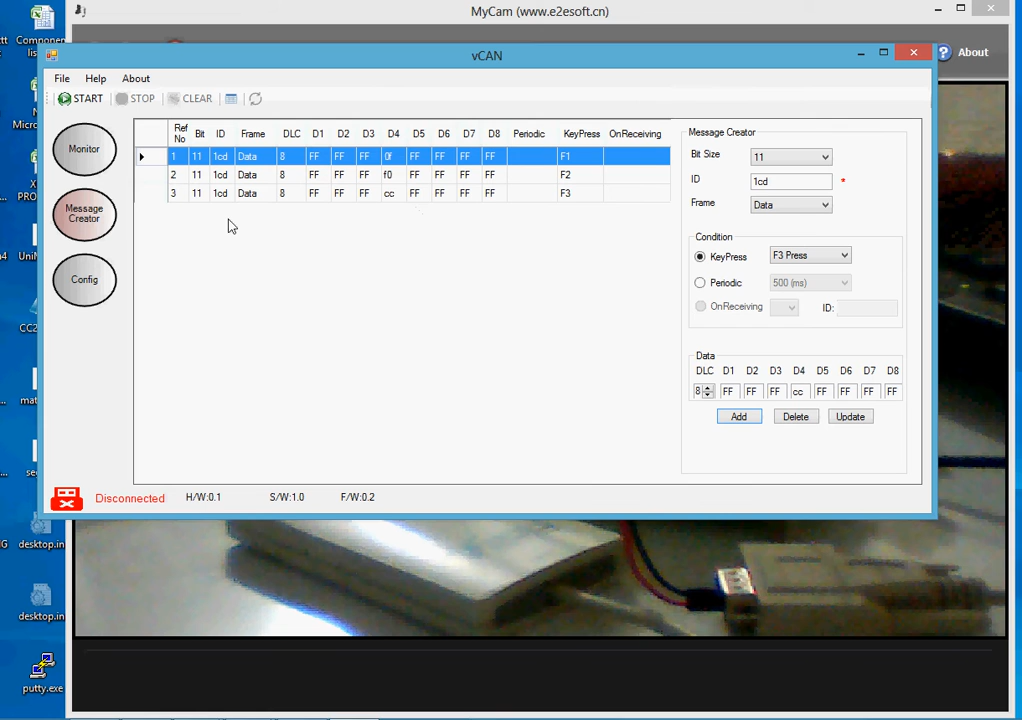 MyCam (www.e2esoft.cn)
About
vCAN
File Help About
START STOP CLEAR
Monitor
Message
Creator
Config
Ref No Bit ID Frame DLC D1 D2 D3 D4 D5 D6 D7 D8 Periodic KeyPress OnReceiving
1 11 1cd Data 8 FF FF FF 0f FF FF FF FF F1
2 11 1cd Data 8 FF FF FF f0 FF FF FF FF F2
3 11 1cd Data 8 FF FF FF cc FF FF FF FF F3
Message Creator
Bit Size 11
ID 1cd *
Frame Data
Condition
KeyPress F3 Press
Periodic 500 (ms)
OnReceiving ID:
Data
DLC D1 D2 D3 D4 D5 D6 D7 D8
8 FF FF FF cc FF FF FF FF
Add Delete Update
Disconnected H/W:0.1 S/W:1.0 F/W:0.2
Componen
lis
desktop.in
desktop.in
putty.exe